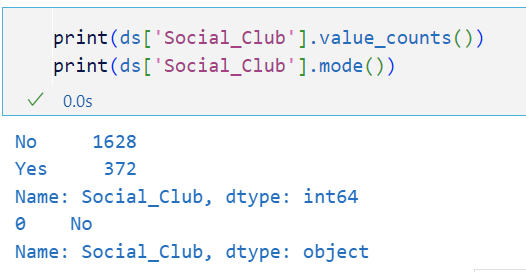 print(ds['Social_Club'].value_counts())
print(ds['Social_Club'].mode())
0.0s
No     1628
Yes     372
Name: Social_Club, dtype: int64
0    No
Name: Social_Club, dtype: object